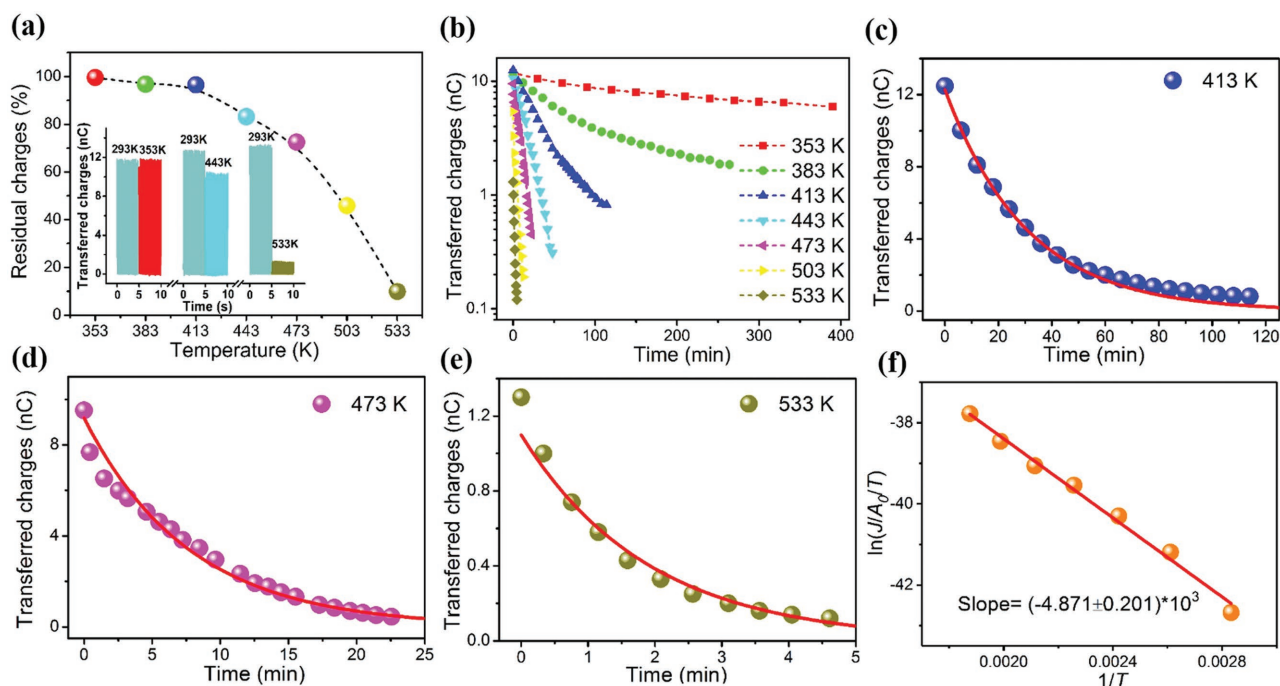 (a)
Residual charges (%)
100
80
60
40
20
0
353 383 413 443 473 503 533
Temperature (K)
Transferred charges (nC)
12
8
4
0
293K 353K
293K
443K
293K
533K
0 5 10 0 5 10 0 5 10
Time (s)
(b)
Transferred charges (nC)
10
1
0.1
0 100 200 300 400
Time (min)
353 K
383 K
413 K
443 K
473 K
503 K
533 K
(c)
Transferred charges (nC)
12
8
4
0
0 20 40 60 80 100 120
Time (min)
413 K
(d)
Transferred charges (nC)
8
4
0
0 5 10 15 20 25
Time (min)
473 K
(e)
Transferred charges (nC)
1.2
0.8
0.4
0.0
0 1 2 3 4 5
Time (min)
533 K
(f)
ln(J/A0/T)
-38
-40
-42
0.0020 0.0024 0.0028
1/T
Slope= (-4.871±0.201)*10^3